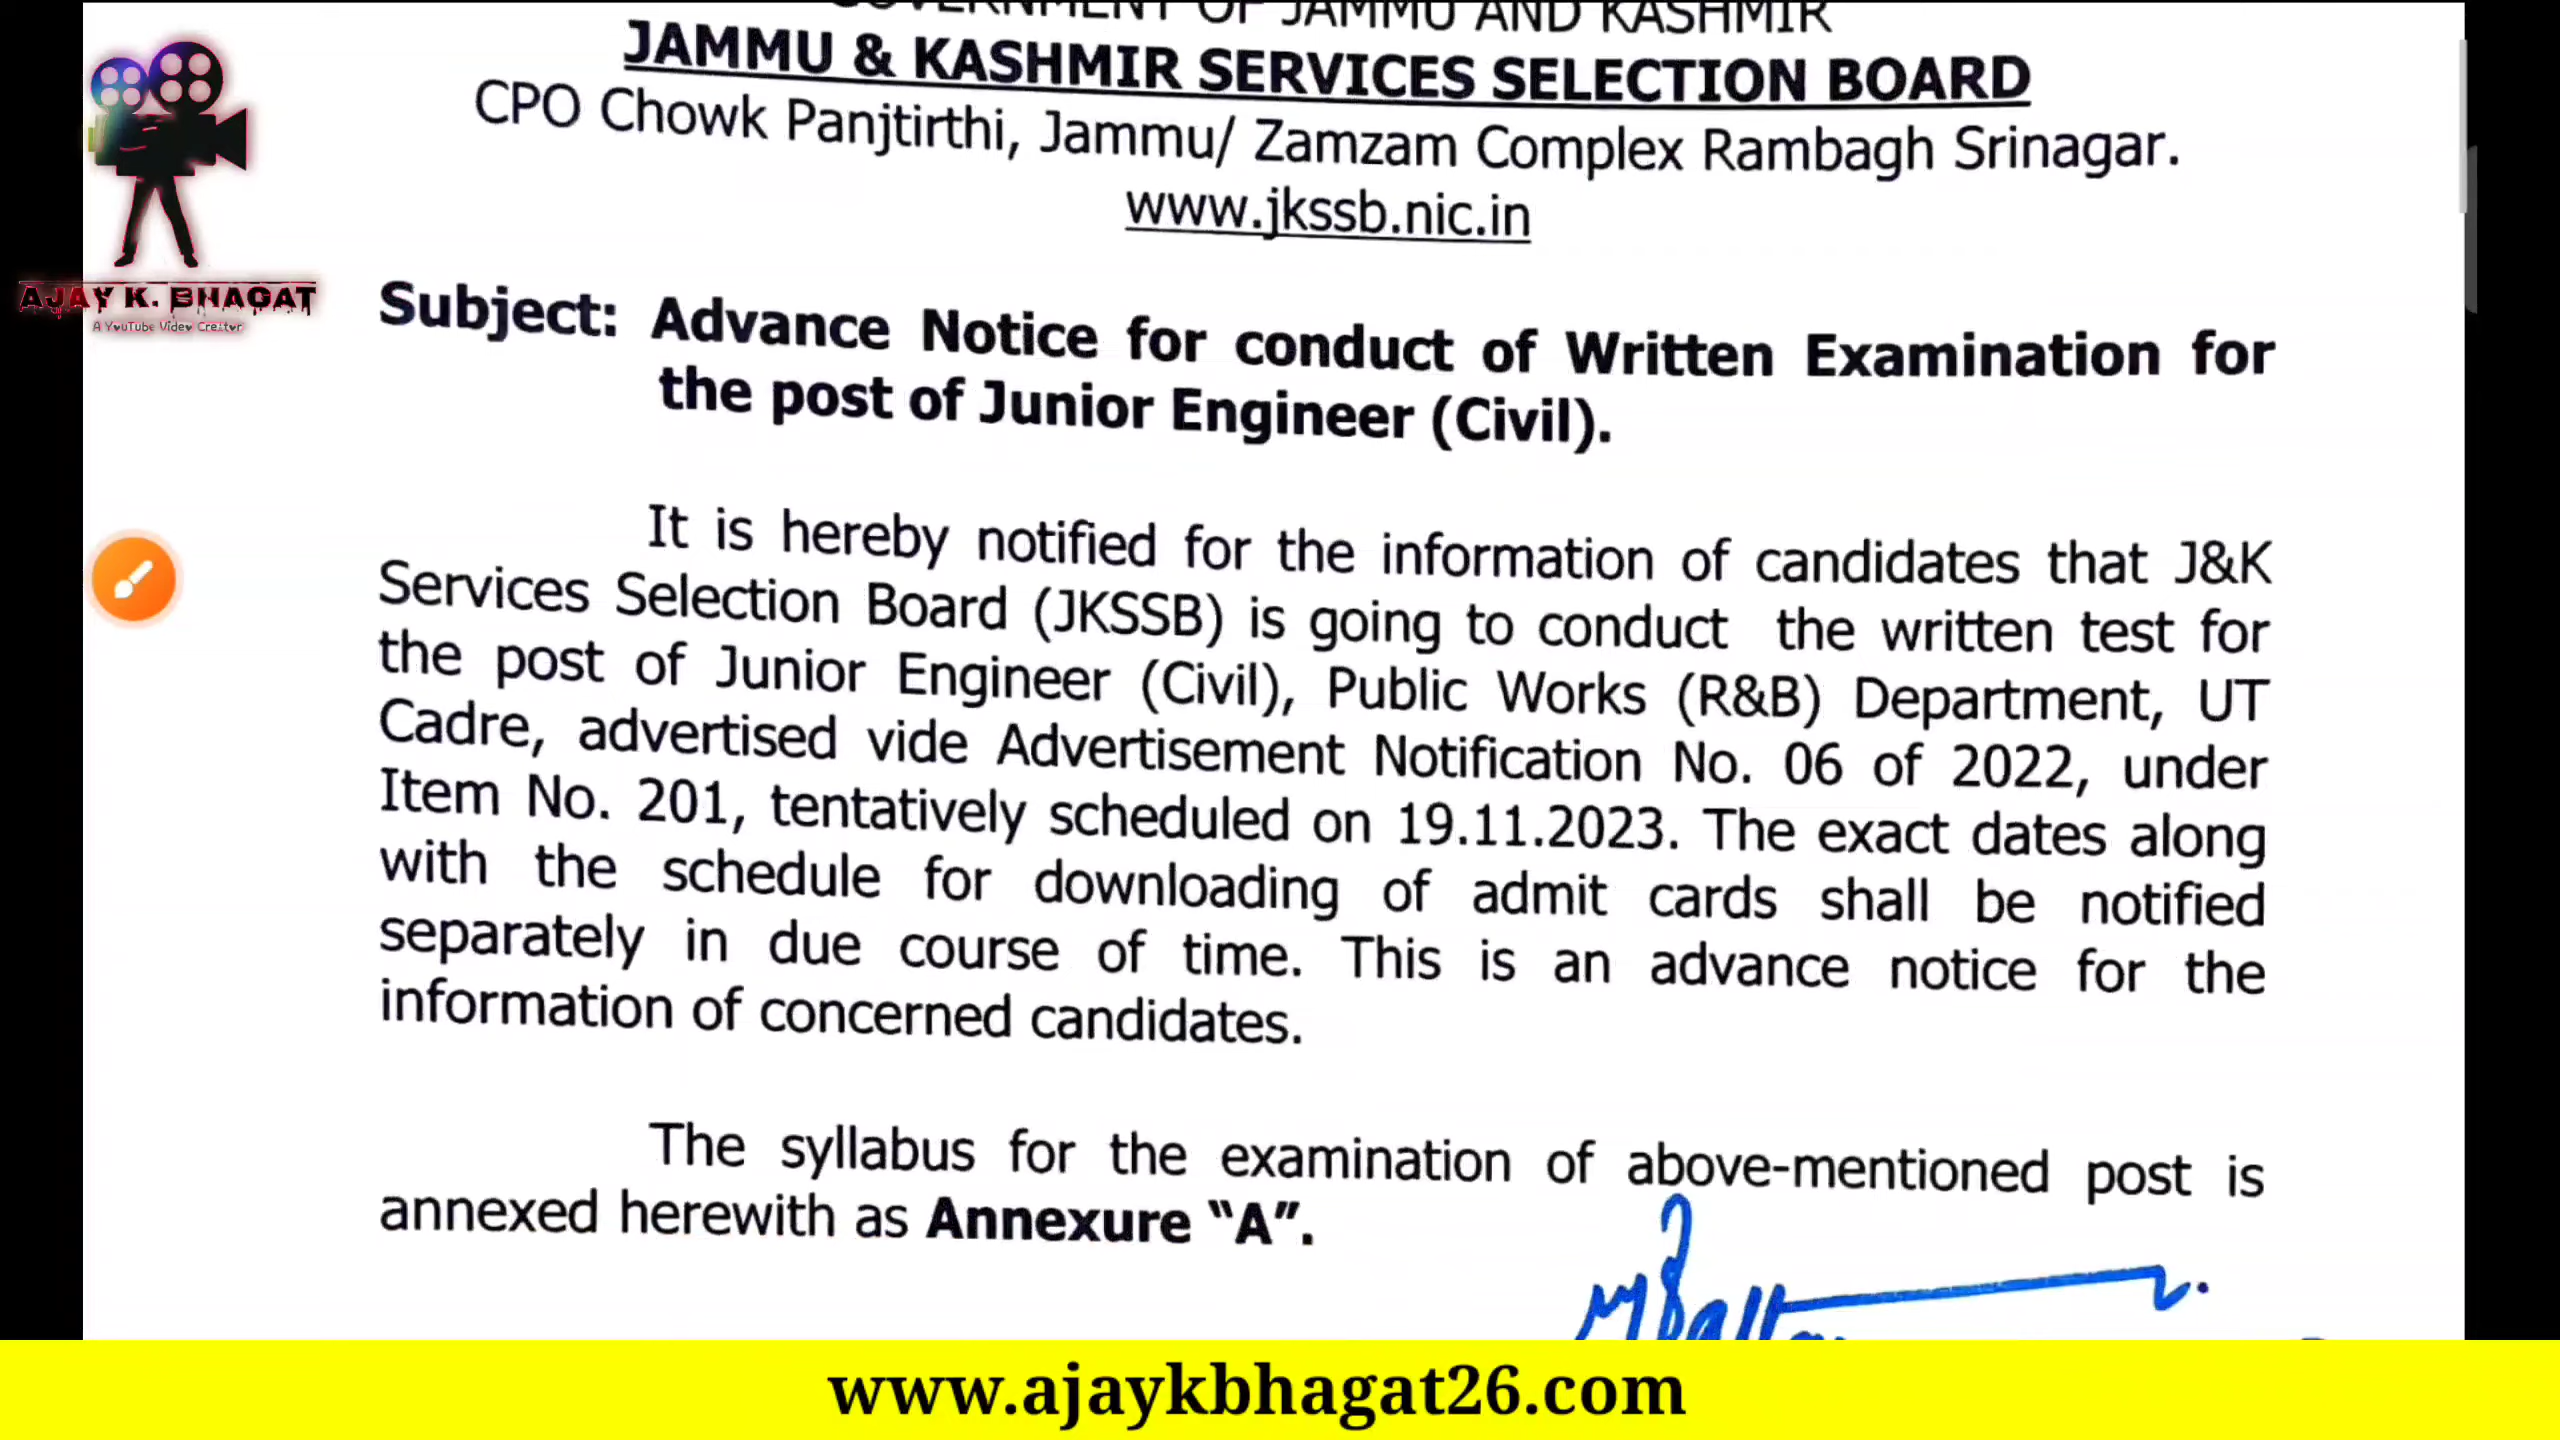 GOVERNMENT OF JAMMU AND KASHMIR
JAMMU & KASHMIR SERVICES SELECTION BOARD
CPO Chowk Panjtirthi, Jammu/ Zamzam Complex Rambagh Srinagar.
www.jkssb.nic.in
AJAY K. BHAGAT
A YouTube Video Creator
Subject: Advance Notice for conduct of Written Examination for
the post of Junior Engineer (Civil).
It is hereby notified for the information of candidates that J&K
Services Selection Board (JKSSB) is going to conduct the written test for
the post of Junior Engineer (Civil), Public Works (R&B) Department, UT
Cadre, advertised vide Advertisement Notification No. 06 of 2022, under
Item No. 201, tentatively scheduled on 19.11.2023. The exact dates along
with the schedule for downloading of admit cards shall be notified
separately in due course of time. This is an advance notice for the
information of concerned candidates.
The syllabus for the examination of above-mentioned post is
annexed herewith as Annexure “A”.
www.ajaykbhagat26.com